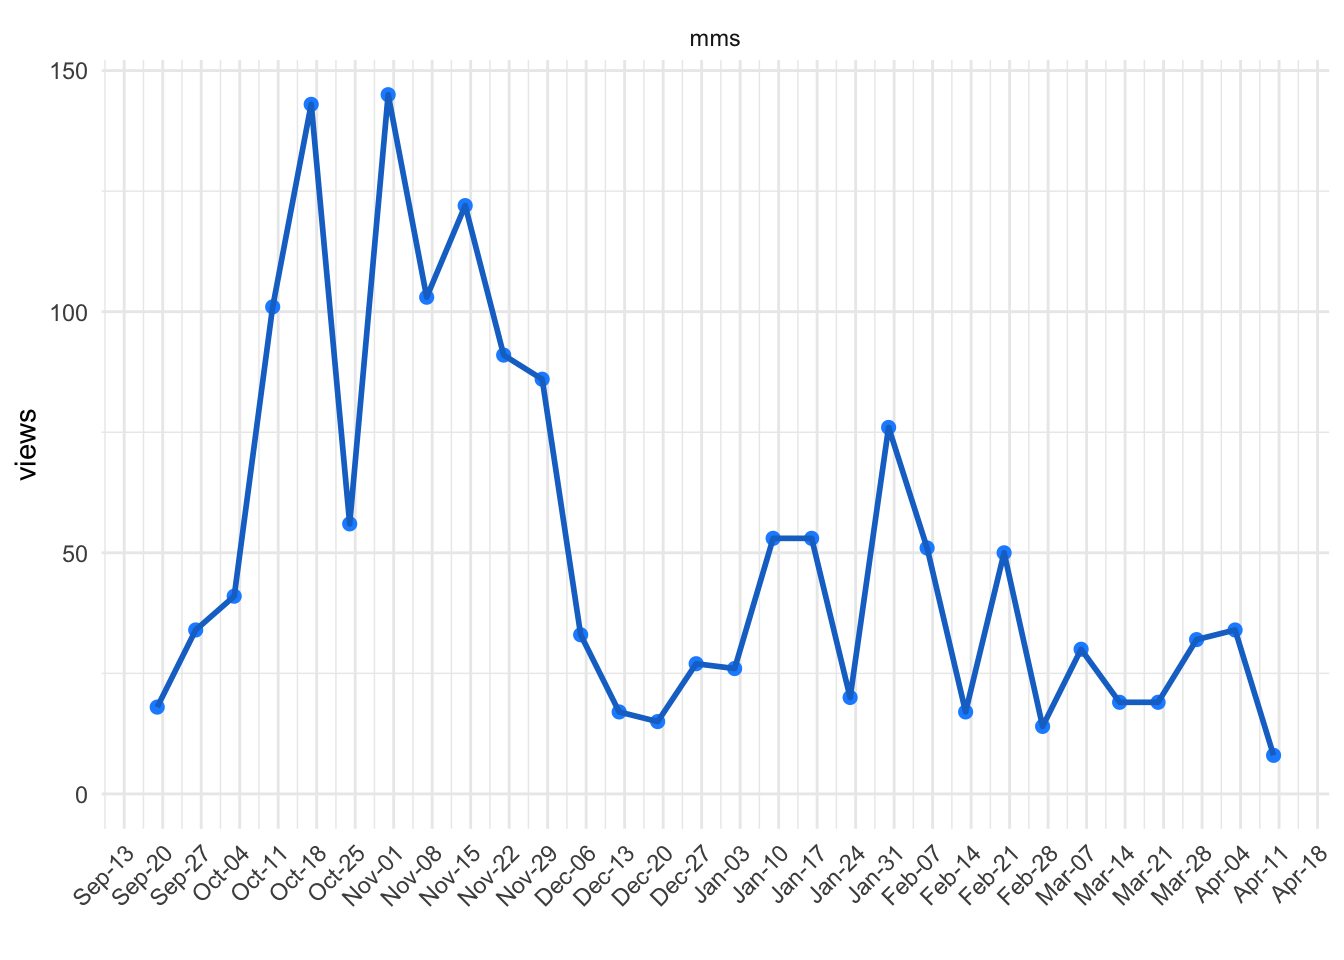 mms
150
100
50
0
views
Sep-13
Sep-20
Sep-27
Oct-04
Oct-11
Oct-18
Oct-25
Nov-01
Nov-08
Nov-15
Nov-22
Nov-29
Dec-06
Dec-13
Dec-20
Dec-27
Jan-03
Jan-10
Jan-17
Jan-24
Jan-31
Feb-07
Feb-14
Feb-21
Feb-28
Mar-07
Mar-14
Mar-21
Mar-28
Apr-04
Apr-11
Apr-18